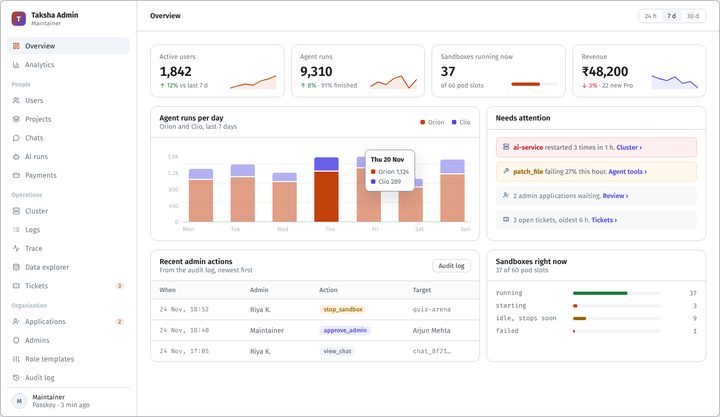 T
Taksha Admin
Maintainer
Overview
Analytics
People
Users
Projects
Chats
AI runs
Payments
Operations
Cluster
Logs
Trace
Data explorer
Tickets 3
Organization
Applications 2
Admins
Role templates
Audit log
M
Maintainer
Passkey · 3 min ago
Overview
24 h 7 d 30 d
Active users
1,842
↑ 12% vs last 7 d
Agent runs
9,310
↑ 8% · 91% finished
Sandboxes running now
37
of 60 pod slots
Revenue
₹48,200
↓ 3% · 22 new Pro
Agent runs per day
Orion and Clio, last 7 days
Orion Clio
1.6k
1.2k
800
400
0
Mon Tue Wed Thu Fri Sat Sun
Thu 20 Nov
Orion 1,124
Clio 289
Needs attention
ai-service restarted 3 times in 1 h. Cluster ›
patch_file failing 27% this hour. Agent tools ›
2 admin applications waiting. Review ›
3 open tickets, oldest 6 h. Tickets ›
Recent admin actions
From the audit log, newest first
Audit log
When Admin Action Target
24 Nov, 18:52 Riya K. stop_sandbox quiz-arena
24 Nov, 18:40 Maintainer approve_admin Arjun Mehta
24 Nov, 17:05 Riya K. view_chat chat_8f21…
Sandboxes right now
37 of 60 pod slots
running 37
starting 3
idle, stops soon 9
failed 1